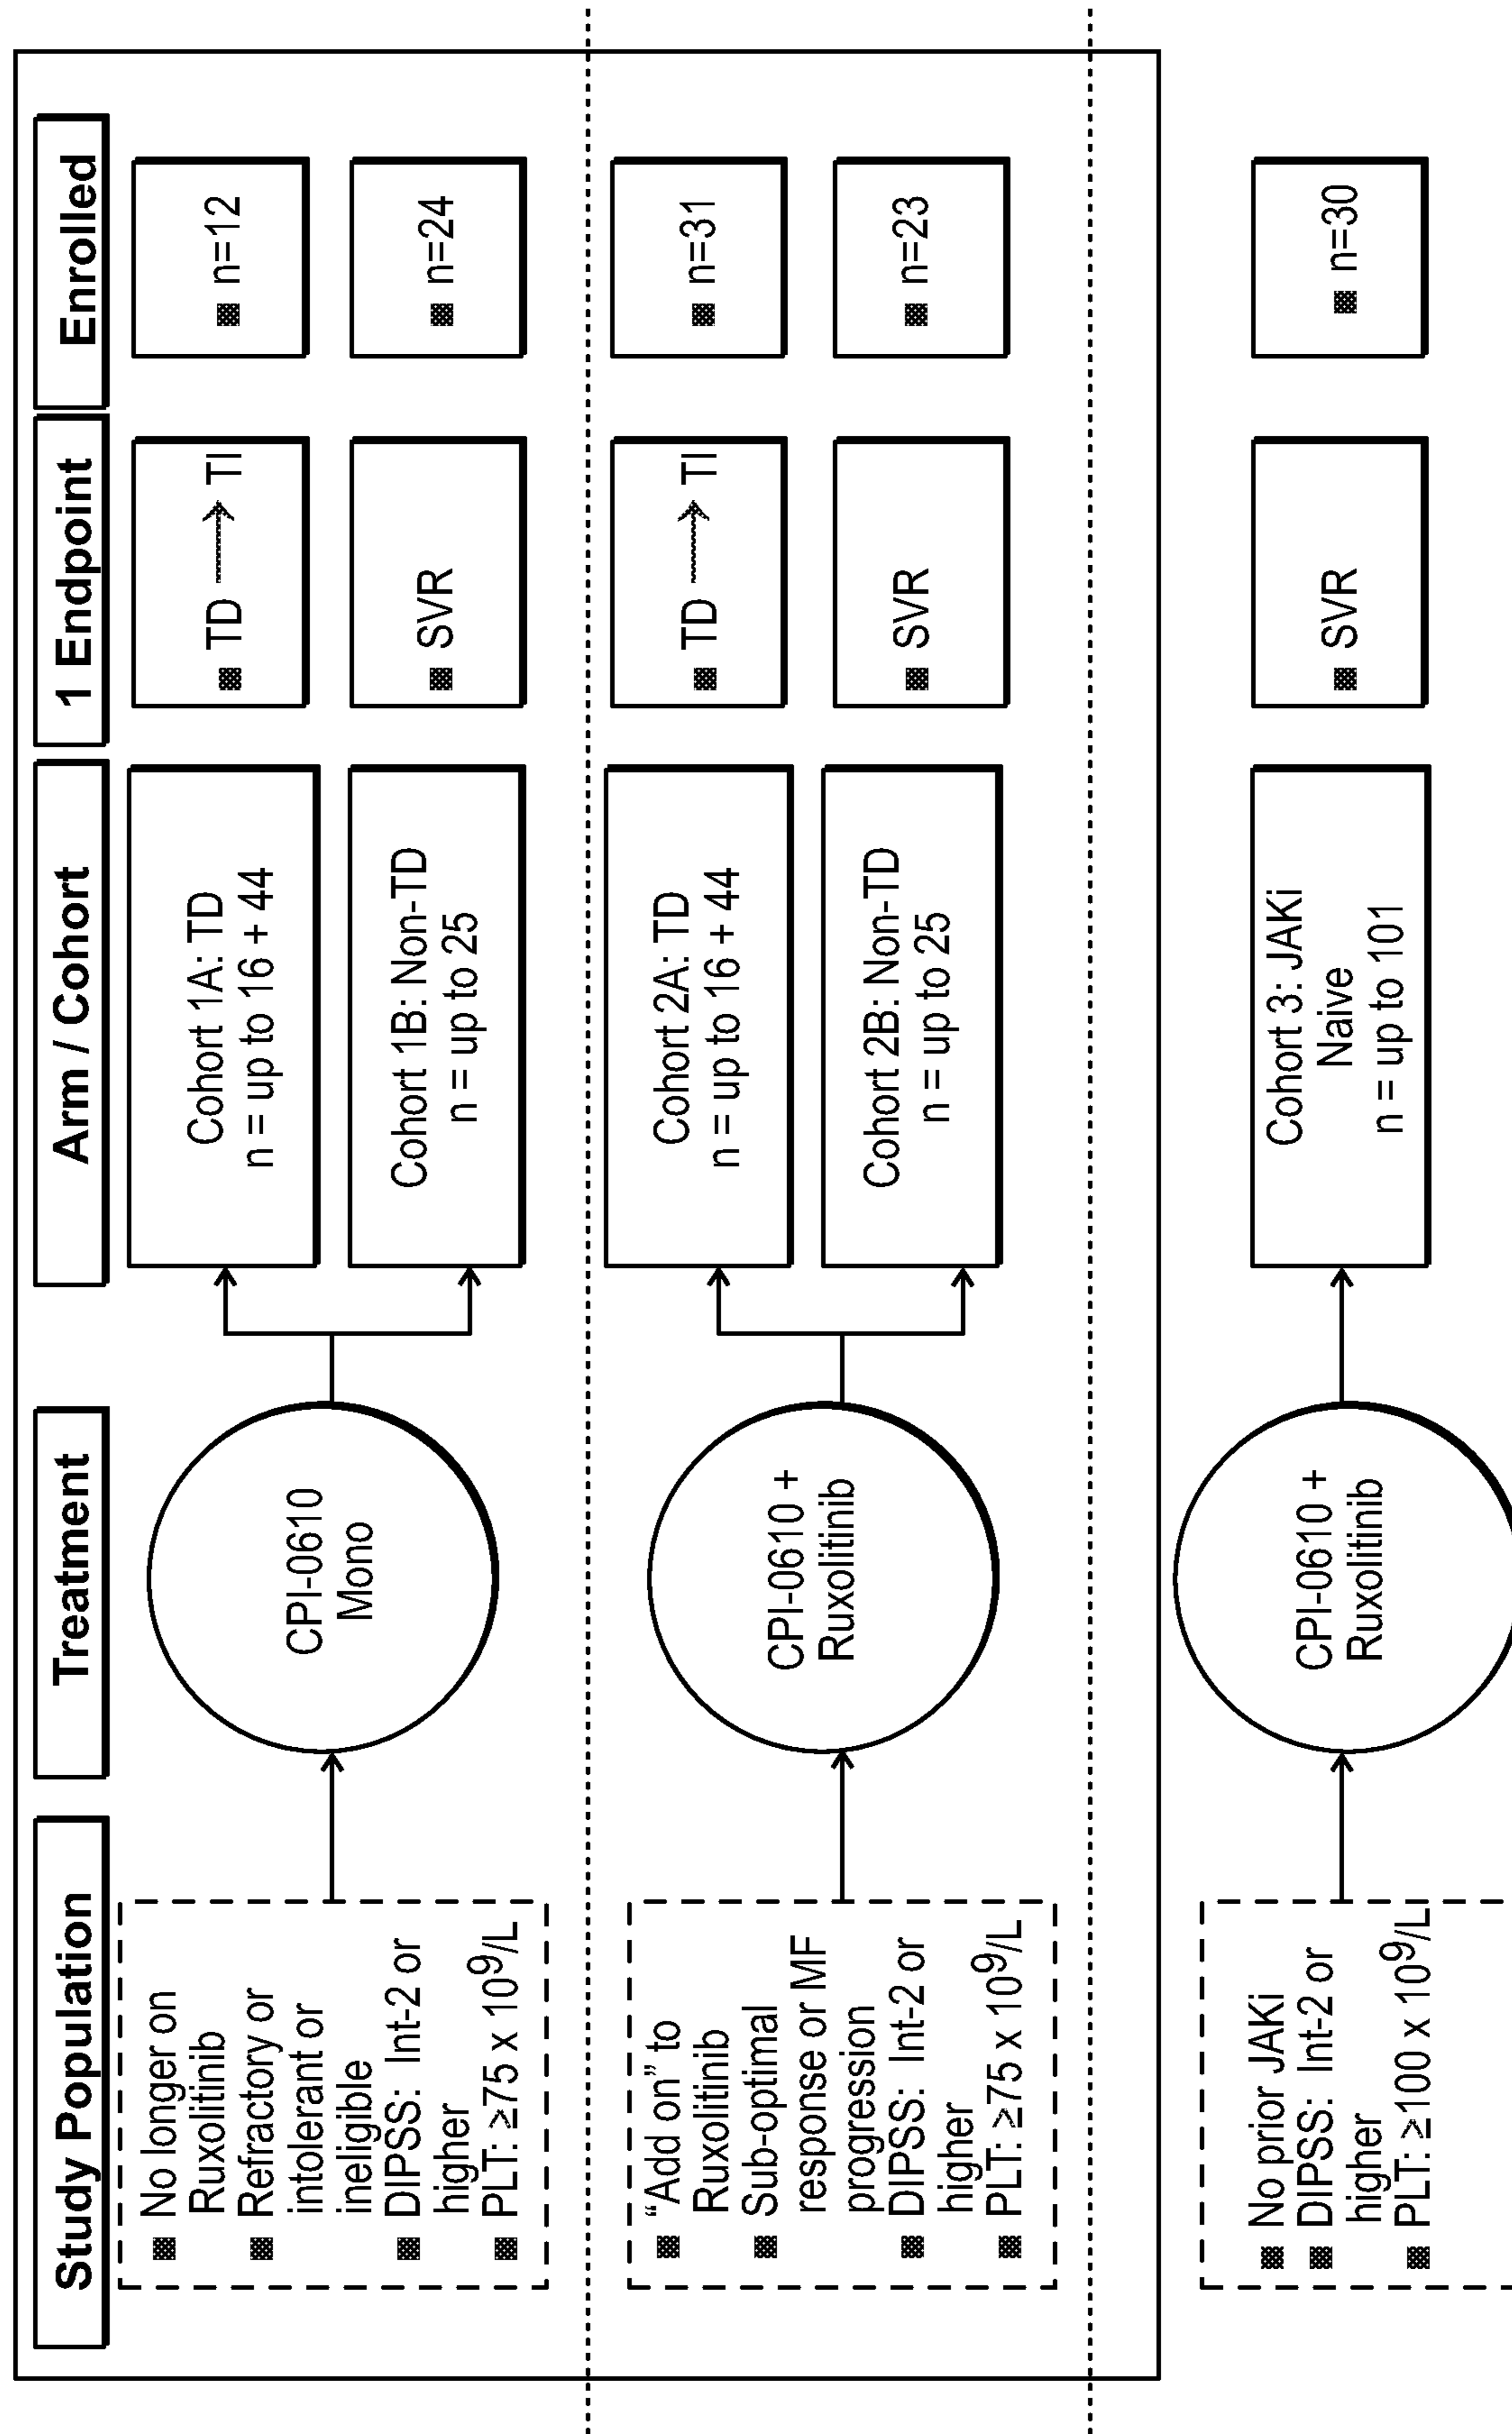 Study Population
Treatment
Arm / Cohort
1 Endpoint
Enrolled
No longer on
Ruxolitinib
Refractory or
intolerant or
ineligible
DIPSS: Int-2 or
higher
PLT: ≥75 x 10⁹/L
CPI-0610
Mono
Cohort 1A: TD
n = up to 16 + 44
TD → TI
n=12
Cohort 1B: Non-TD
n = up to 25
SVR
n=24
“Add on” to
Ruxolitinib
Sub-optimal
response or MF
progression
DIPSS: Int-2 or
higher
PLT: ≥75 x 10⁹/L
CPI-0610 +
Ruxolitinib
Cohort 2A: TD
n = up to 16 + 44
TD → TI
n=31
Cohort 2B: Non-TD
n = up to 25
SVR
n=23
No prior JAKi
DIPSS: Int-2 or
higher
PLT: ≥100 x 10⁹/L
CPI-0610 +
Ruxolitinib
Cohort 3: JAKi
Naive
n = up to 101
SVR
n=30